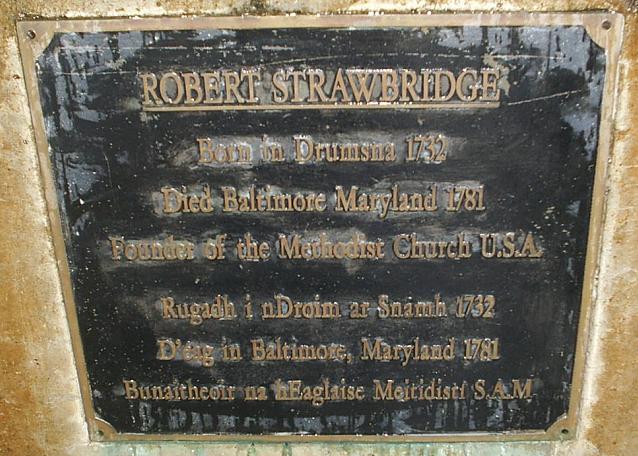 ROBERT STRAWBRIDGE
Born in Drumsna 1732
Died Baltimore Maryland 1781
Founder of the Methodist Church U.S.A.
Rugadh i nDroim ar Snamh 1732
D'eug in Baltimore, Maryland 1781
Bunaitheoir na hEaglaise Meitidisti S.A.M